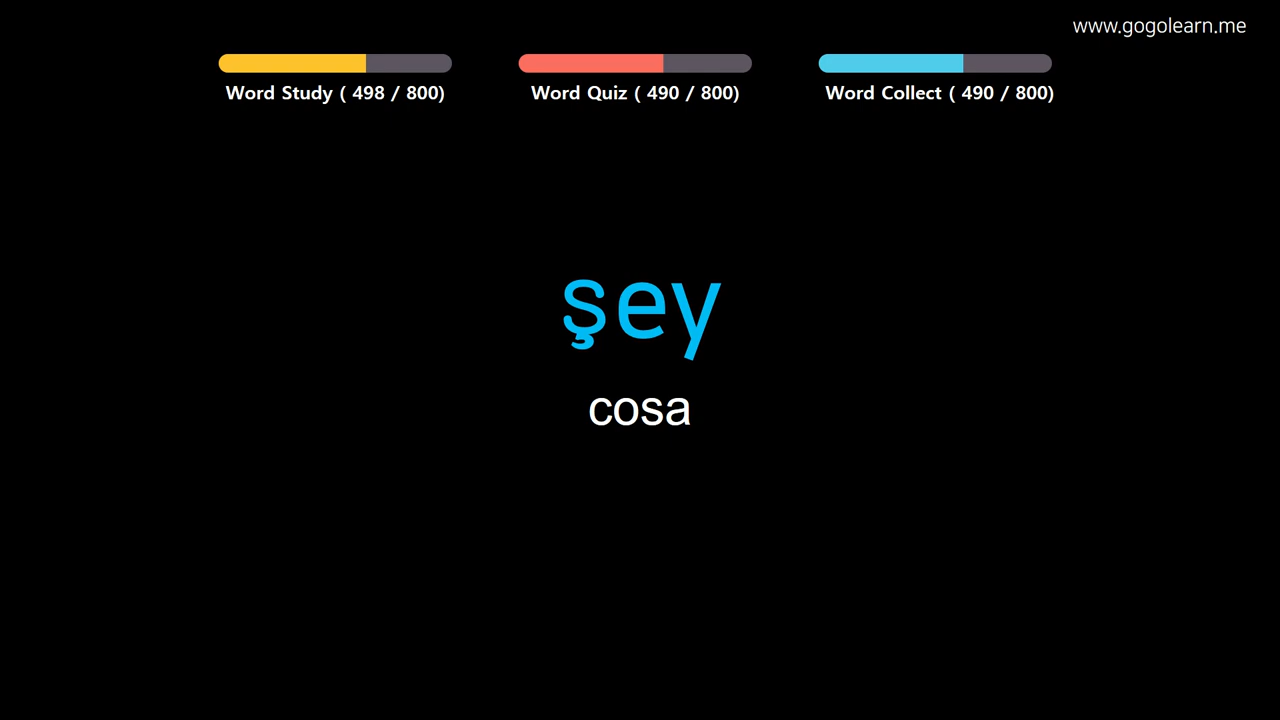 www.gogolearn.me
Word Study ( 498 / 800)
Word Quiz ( 490 / 800)
Word Collect ( 490 / 800)
şey
cosa